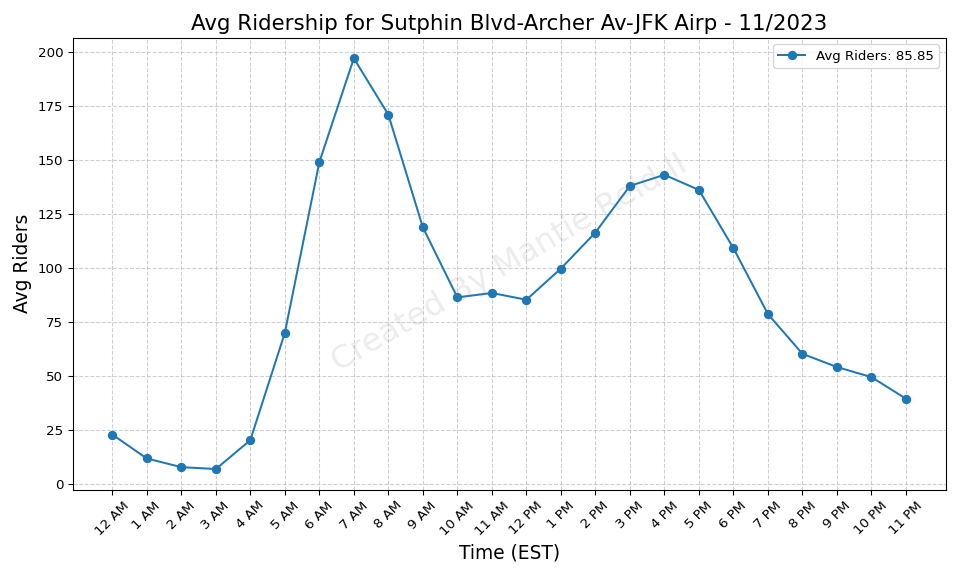 Avg Ridership for Sutphin Blvd-Archer Av-JFK Airp - 11/2023
Avg Riders: 85.85
200
175
150
125
100
75
50
25
0
Avg Riders
Created By Mantle Reid II
12 AM
1 AM
2 AM
3 AM
4 AM
5 AM
6 AM
7 AM
8 AM
9 AM
10 AM
11 AM
12 PM
1 PM
2 PM
3 PM
4 PM
5 PM
6 PM
7 PM
8 PM
9 PM
10 PM
11 PM
Time (EST)